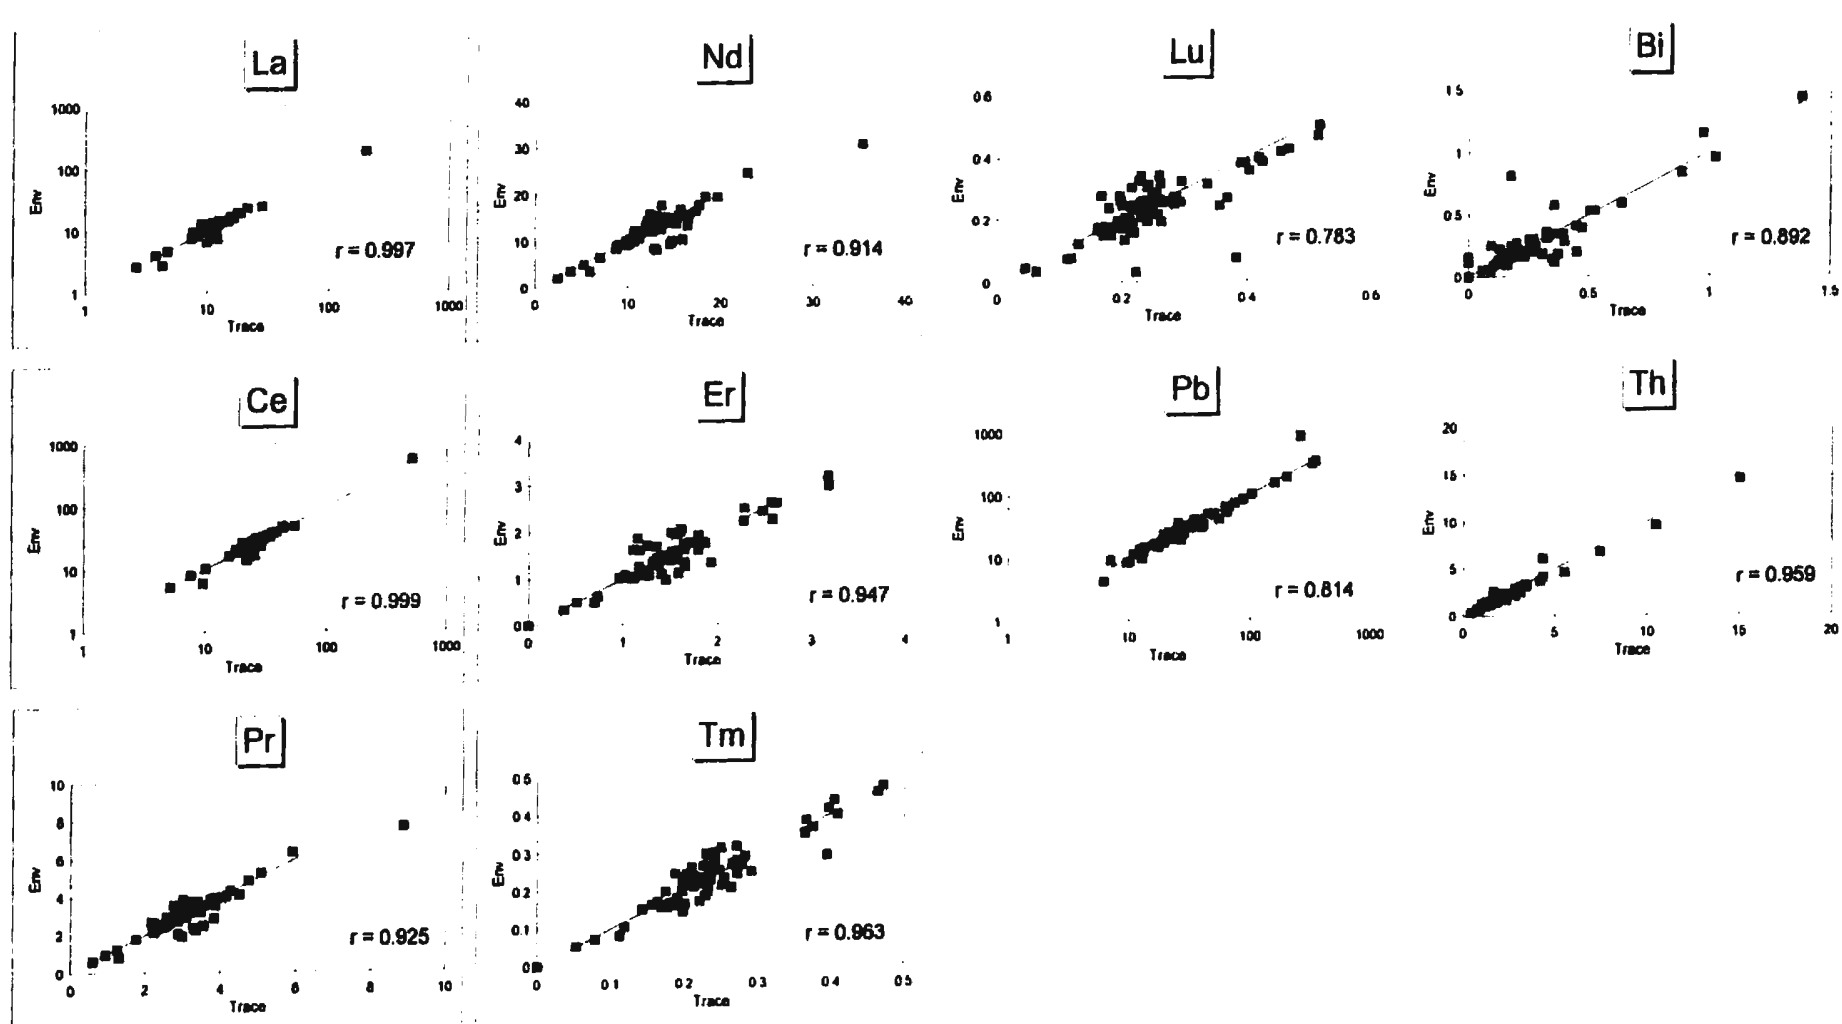 La
1000
100
10
1
Env
1
10
100
1000
Trace
r = 0.997
Nd
40
30
20
10
0
Env
0
10
20
30
40
Trace
r = 0.914
Lu
0.6
0.4
0.2
0
Env
0
0.2
0.4
0.6
Trace
r = 0.783
Bi
1.5
1
0.5
0
Env
0
0.5
1
1.5
Trace
r = 0.892
Ce
1000
100
10
1
Env
1
10
100
1000
Trace
r = 0.999
Er
4
3
2
1
0
Env
0
1
2
3
4
Trace
r = 0.947
Pb
1000
100
10
1
Env
1
10
100
1000
Trace
r = 0.814
Th
20
15
10
5
0
Env
0
5
10
15
20
Trace
r = 0.959
Pr
10
8
6
4
2
0
Env
0
2
4
6
8
10
Trace
r = 0.925
Tm
0.5
0.4
0.3
0.2
0.1
0
Env
0
0.1
0.2
0.3
0.4
0.5
Trace
r = 0.963